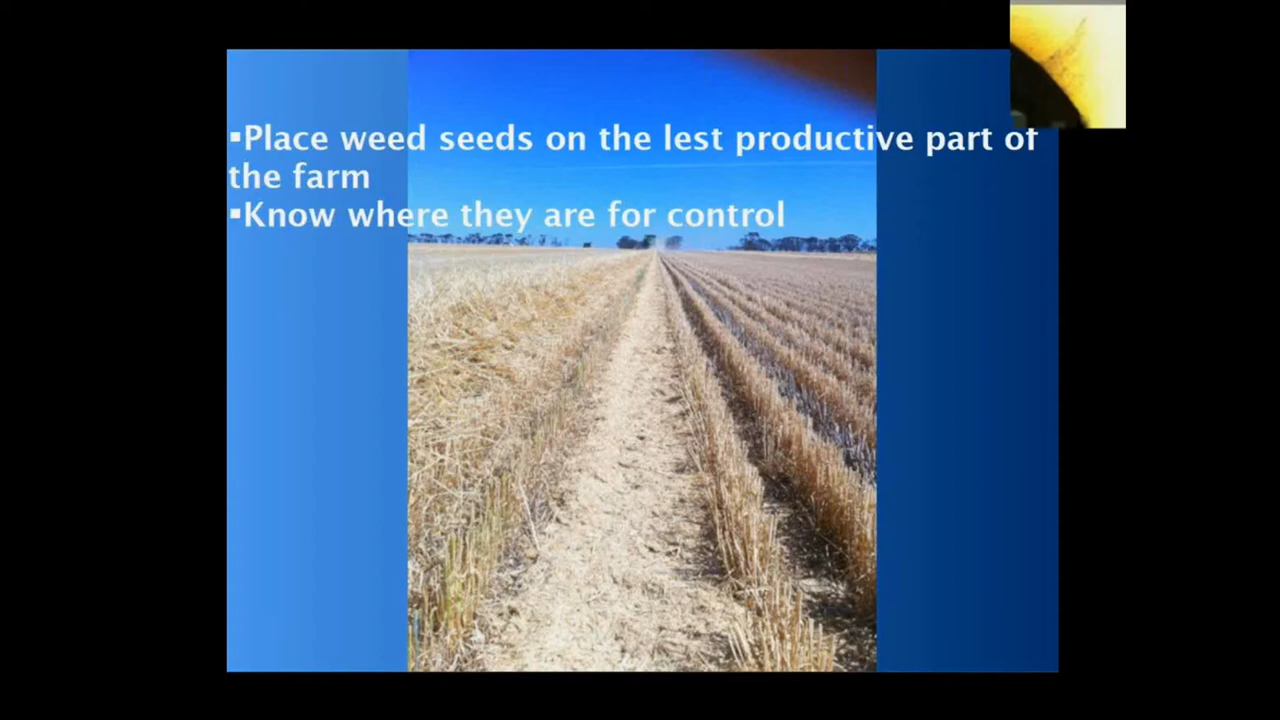 ▪Place weed seeds on the lest productive part of
the farm
▪Know where they are for control